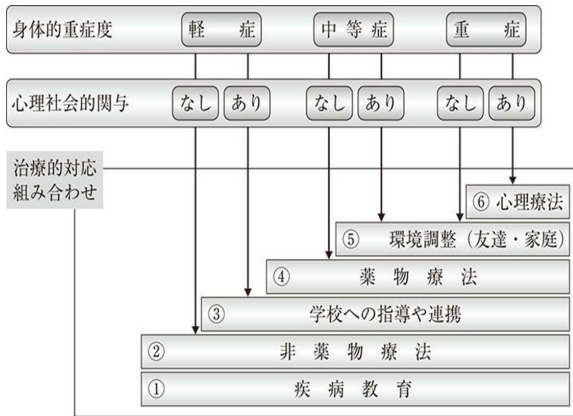 身体的重症度 軽 症 中 等 症 重 症
心理社会的関与 なし あり なし あり なし あり
治療的対応
組み合わせ
⑥ 心理療法
⑤ 環境調整（友達・家庭）
④ 薬 物 療 法
③ 学校への指導や連携
② 非 薬 物 療 法
① 疾 病 教 育